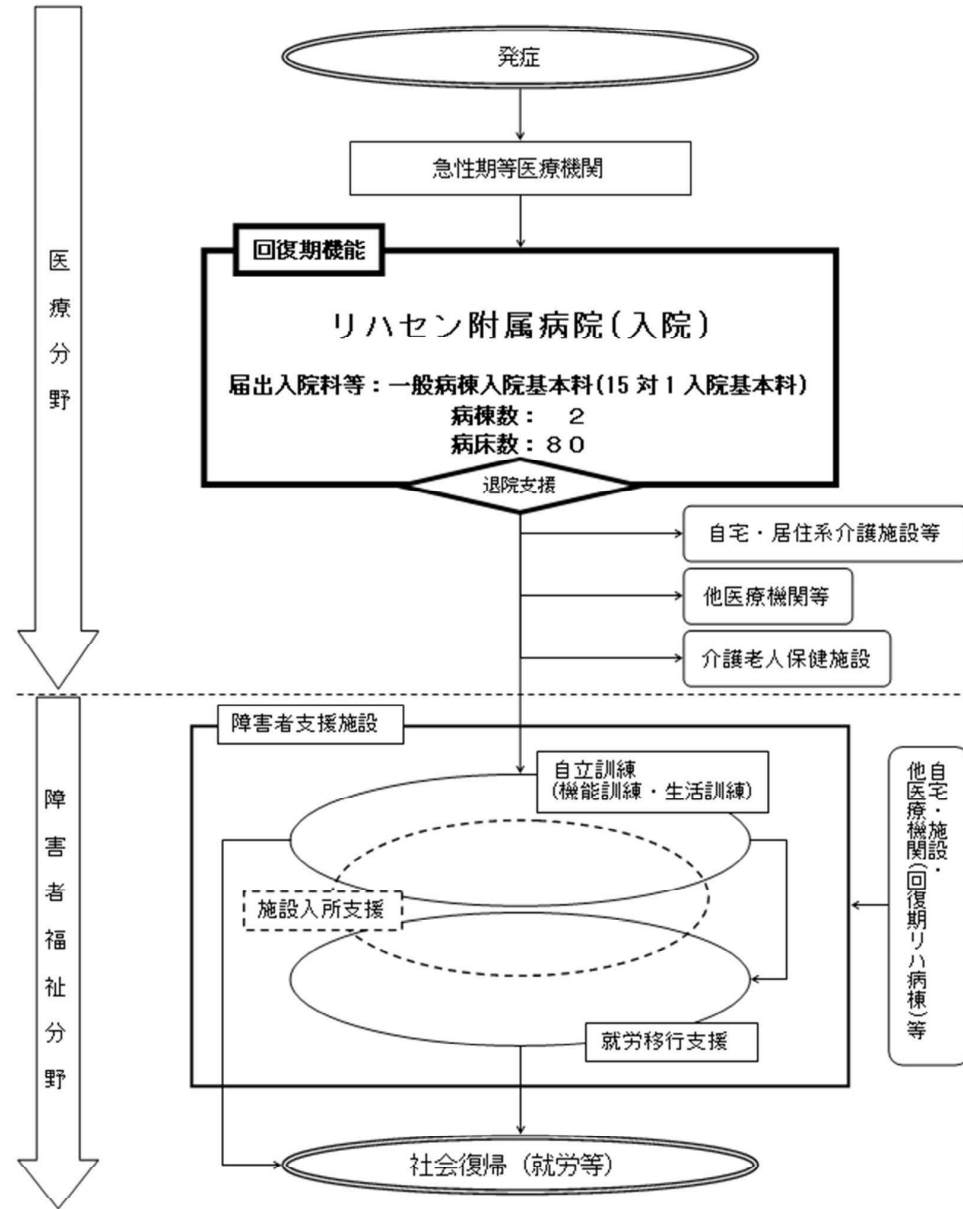 発症
急性期等医療機関
医療分野
回復期機能
リハセン附属病院(入院)
届出入院料等：一般病棟入院基本料(15対1入院基本料)
病棟数：　2
病床数：80
退院支援
自宅・居住系介護施設等
他医療機関等
介護老人保健施設
障害者福祉分野
障害者支援施設
自立訓練
(機能訓練・生活訓練)
施設入所支援
就労移行支援
自宅・施設・
他医療機関(回復期リハ病棟)等
社会復帰（就労等）